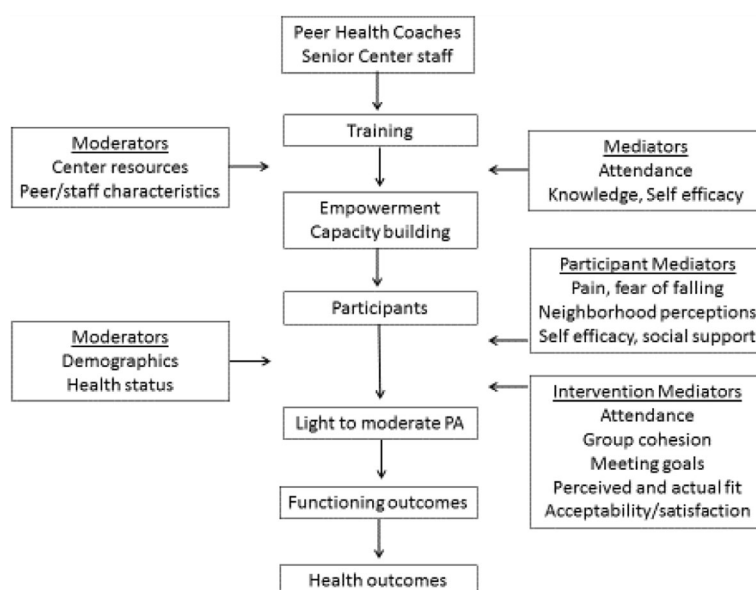 Peer Health Coaches
Senior Center staff
Training
Moderators
Center resources
Peer/staff characteristics
Mediators
Attendance
Knowledge, Self efficacy
Empowerment
Capacity building
Participants
Participant Mediators
Pain, fear of falling
Neighborhood perceptions
Self efficacy, social support
Moderators
Demographics
Health status
Intervention Mediators
Attendance
Group cohesion
Meeting goals
Perceived and actual fit
Acceptability/satisfaction
Light to moderate PA
Functioning outcomes
Health outcomes